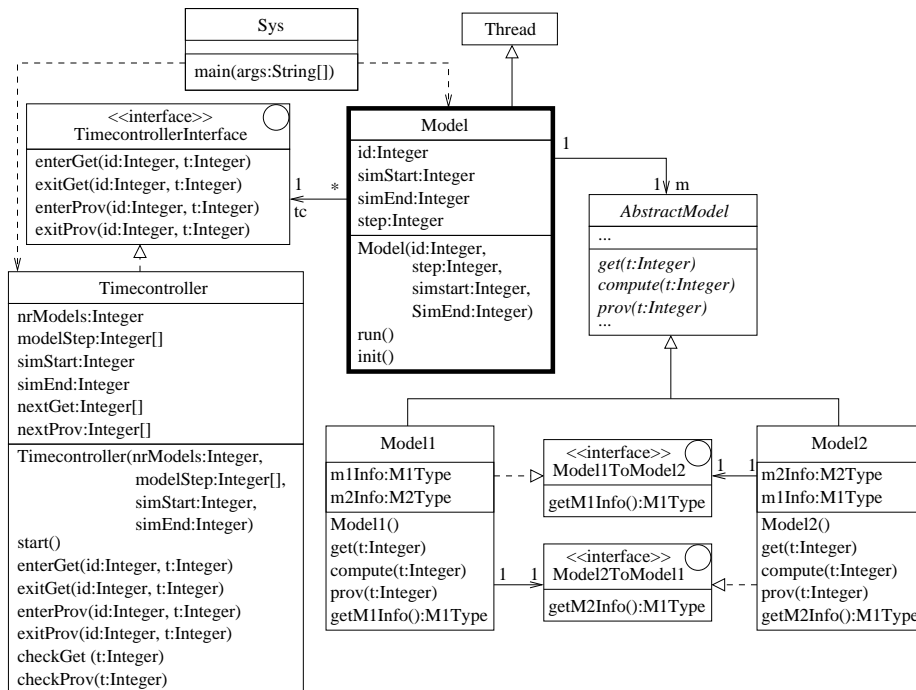 Sys
main(args:String[])
Thread
<<interface>>
TimecontrollerInterface
enterGet(id:Integer, t:Integer)
exitGet(id:Integer, t:Integer)
enterProv(id:Integer, t:Integer)
exitProv(id:Integer, t:Integer)
1
tc
*
Model
id:Integer
simStart:Integer
simEnd:Integer
step:Integer
Model(id:Integer,
step:Integer,
simstart:Integer,
SimEnd:Integer)
run()
init()
1
1
m
AbstractModel
...
get(t:Integer)
compute(t:Integer)
prov(t:Integer)
...
Timecontroller
nrModels:Integer
modelStep:Integer[]
simStart:Integer
simEnd:Integer
nextGet:Integer[]
nextProv:Integer[]
Timecontroller(nrModels:Integer,
modelStep:Integer[],
simStart:Integer,
simEnd:Integer)
start()
enterGet(id:Integer, t:Integer)
exitGet(id:Integer, t:Integer)
enterProv(id:Integer, t:Integer)
exitProv(id:Integer, t:Integer)
checkGet (t:Integer)
checkProv(t:Integer)
Model1
m1Info:M1Type
m2Info:M2Type
Model1()
get(t:Integer)
compute(t:Integer)
prov(t:Integer)
getM1Info():M1Type
<<interface>>
Model1ToModel2
getM1Info():M1Type
1
1
<<interface>>
Model2ToModel1
getM2Info():M1Type
1
1
Model2
m2Info:M2Type
m1Info:M1Type
Model2()
get(t:Integer)
compute(t:Integer)
prov(t:Integer)
getM2Info():M1Type